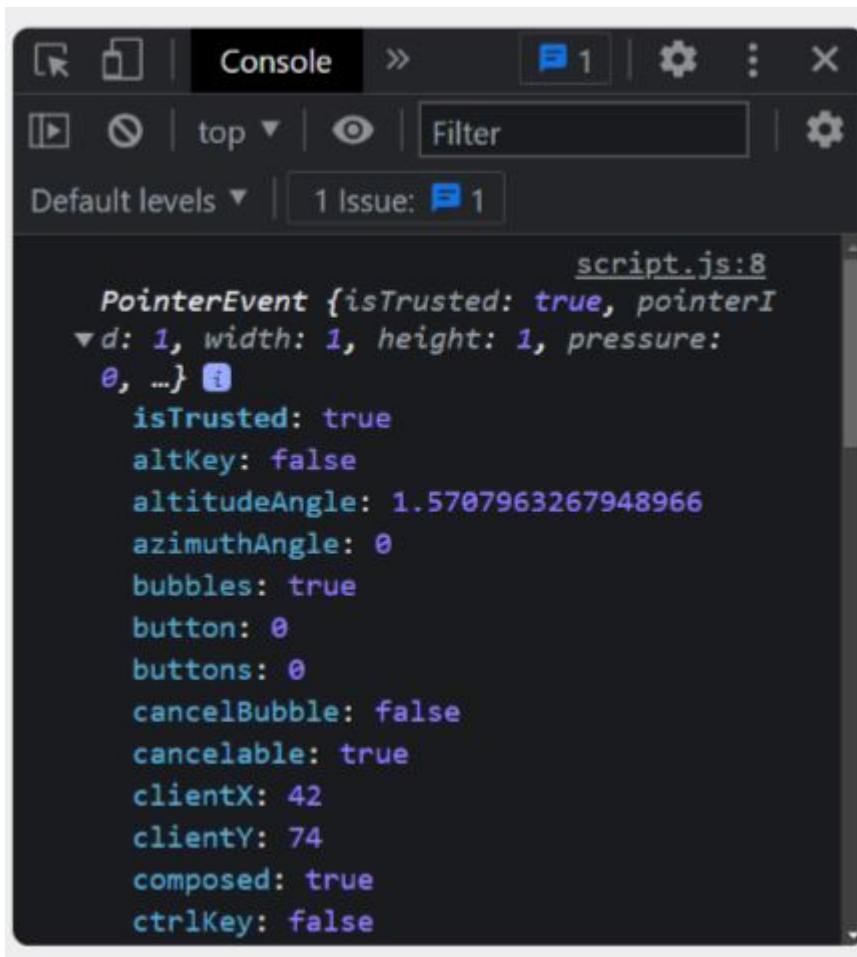 Console » 1
top ▼ Filter
Default levels ▼ 1 Issue: 1
script.js:8
PointerEvent {isTrusted: true, pointerI
▼d: 1, width: 1, height: 1, pressure:
0, …} i
isTrusted: true
altKey: false
altitudeAngle: 1.5707963267948966
azimuthAngle: 0
bubbles: true
button: 0
buttons: 0
cancelBubble: false
cancelable: true
clientX: 42
clientY: 74
composed: true
ctrlKey: false